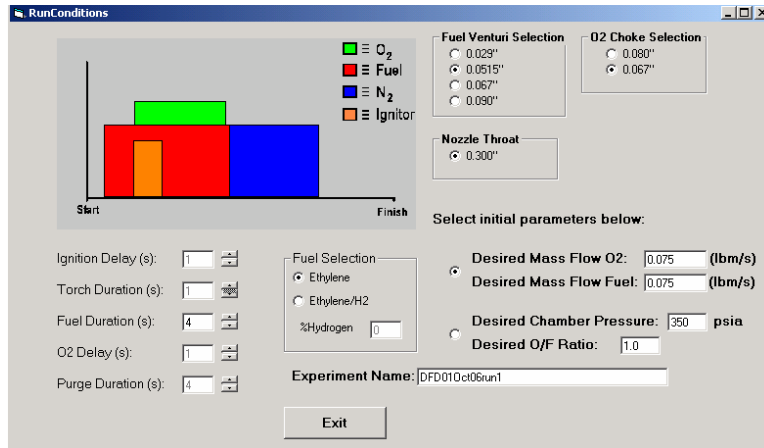 RunConditions
≡ O2
≡ Fuel
≡ N2
≡ Ignitor
Start
Finish
Fuel Venturi Selection
0.029"
0.0515"
0.067"
0.090"
O2 Choke Selection
0.080"
0.067"
Nozzle Throat
0.300"
Select initial parameters below:
Ignition Delay (s): 1
Torch Duration (s): 1
Fuel Duration (s): 4
O2 Delay (s): 1
Purge Duration (s): 4
Fuel Selection
Ethylene
Ethylene/H2
%Hydrogen 0
Desired Mass Flow O2: 0.075 (lbm/s)
Desired Mass Flow Fuel: 0.075 (lbm/s)
Desired Chamber Pressure: 350 psia
Desired O/F Ratio: 1.0
Experiment Name: DFD01Oct06run1
Exit